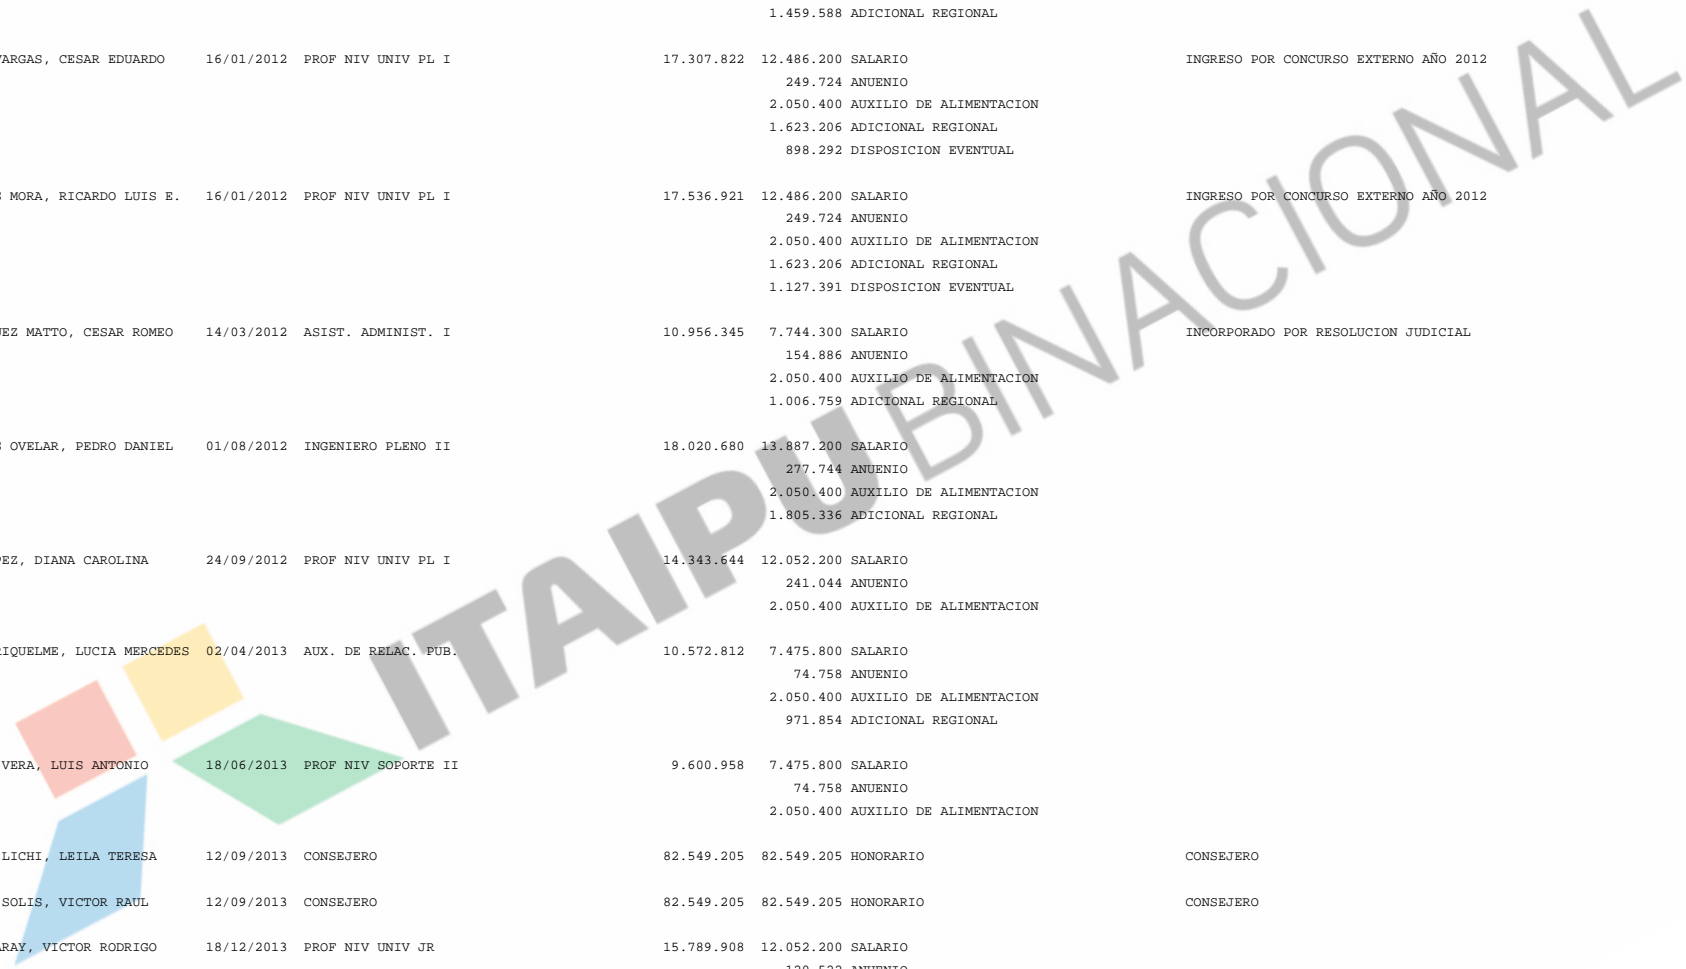 1.459.588 ADICIONAL REGIONAL
VARGAS, CESAR EDUARDO 16/01/2012 PROF NIV UNIV PL I 17.307.822 12.486.200 SALARIO INGRESO POR CONCURSO EXTERNO AÑO 2012
249.724 ANUENIO
2.050.400 AUXILIO DE ALIMENTACION
1.623.206 ADICIONAL REGIONAL
898.292 DISPOSICION EVENTUAL
MORA, RICARDO LUIS E. 16/01/2012 PROF NIV UNIV PL I 17.536.921 12.486.200 SALARIO INGRESO POR CONCURSO EXTERNO AÑO 2012
249.724 ANUENIO
2.050.400 AUXILIO DE ALIMENTACION
1.623.206 ADICIONAL REGIONAL
1.127.391 DISPOSICION EVENTUAL
UEZ MATTO, CESAR ROMEO 14/03/2012 ASIST. ADMINIST. I 10.956.345 7.744.300 SALARIO INCORPORADO POR RESOLUCION JUDICIAL
154.886 ANUENIO
2.050.400 AUXILIO DE ALIMENTACION
1.006.759 ADICIONAL REGIONAL
OVELAR, PEDRO DANIEL 01/08/2012 INGENIERO PLENO II 18.020.680 13.887.200 SALARIO
277.744 ANUENIO
2.050.400 AUXILIO DE ALIMENTACION
1.805.336 ADICIONAL REGIONAL
PEZ, DIANA CAROLINA 24/09/2012 PROF NIV UNIV PL I 14.343.644 12.052.200 SALARIO
241.044 ANUENIO
2.050.400 AUXILIO DE ALIMENTACION
RIQUELME, LUCIA MERCEDES 02/04/2013 AUX. DE RELAC. PUB. 10.572.812 7.475.800 SALARIO
74.758 ANUENIO
2.050.400 AUXILIO DE ALIMENTACION
971.854 ADICIONAL REGIONAL
VERA, LUIS ANTONIO 18/06/2013 PROF NIV SOPORTE II 9.600.958 7.475.800 SALARIO
74.758 ANUENIO
2.050.400 AUXILIO DE ALIMENTACION
LICHI, LEILA TERESA 12/09/2013 CONSEJERO 82.549.205 82.549.205 HONORARIO CONSEJERO
SOLIS, VICTOR RAUL 12/09/2013 CONSEJERO 82.549.205 82.549.205 HONORARIO CONSEJERO
ARAY, VICTOR RODRIGO 18/12/2013 PROF NIV UNIV JR 15.789.908 12.052.200 SALARIO
120.522 ANUENIO
ITAIPU BINACIONAL